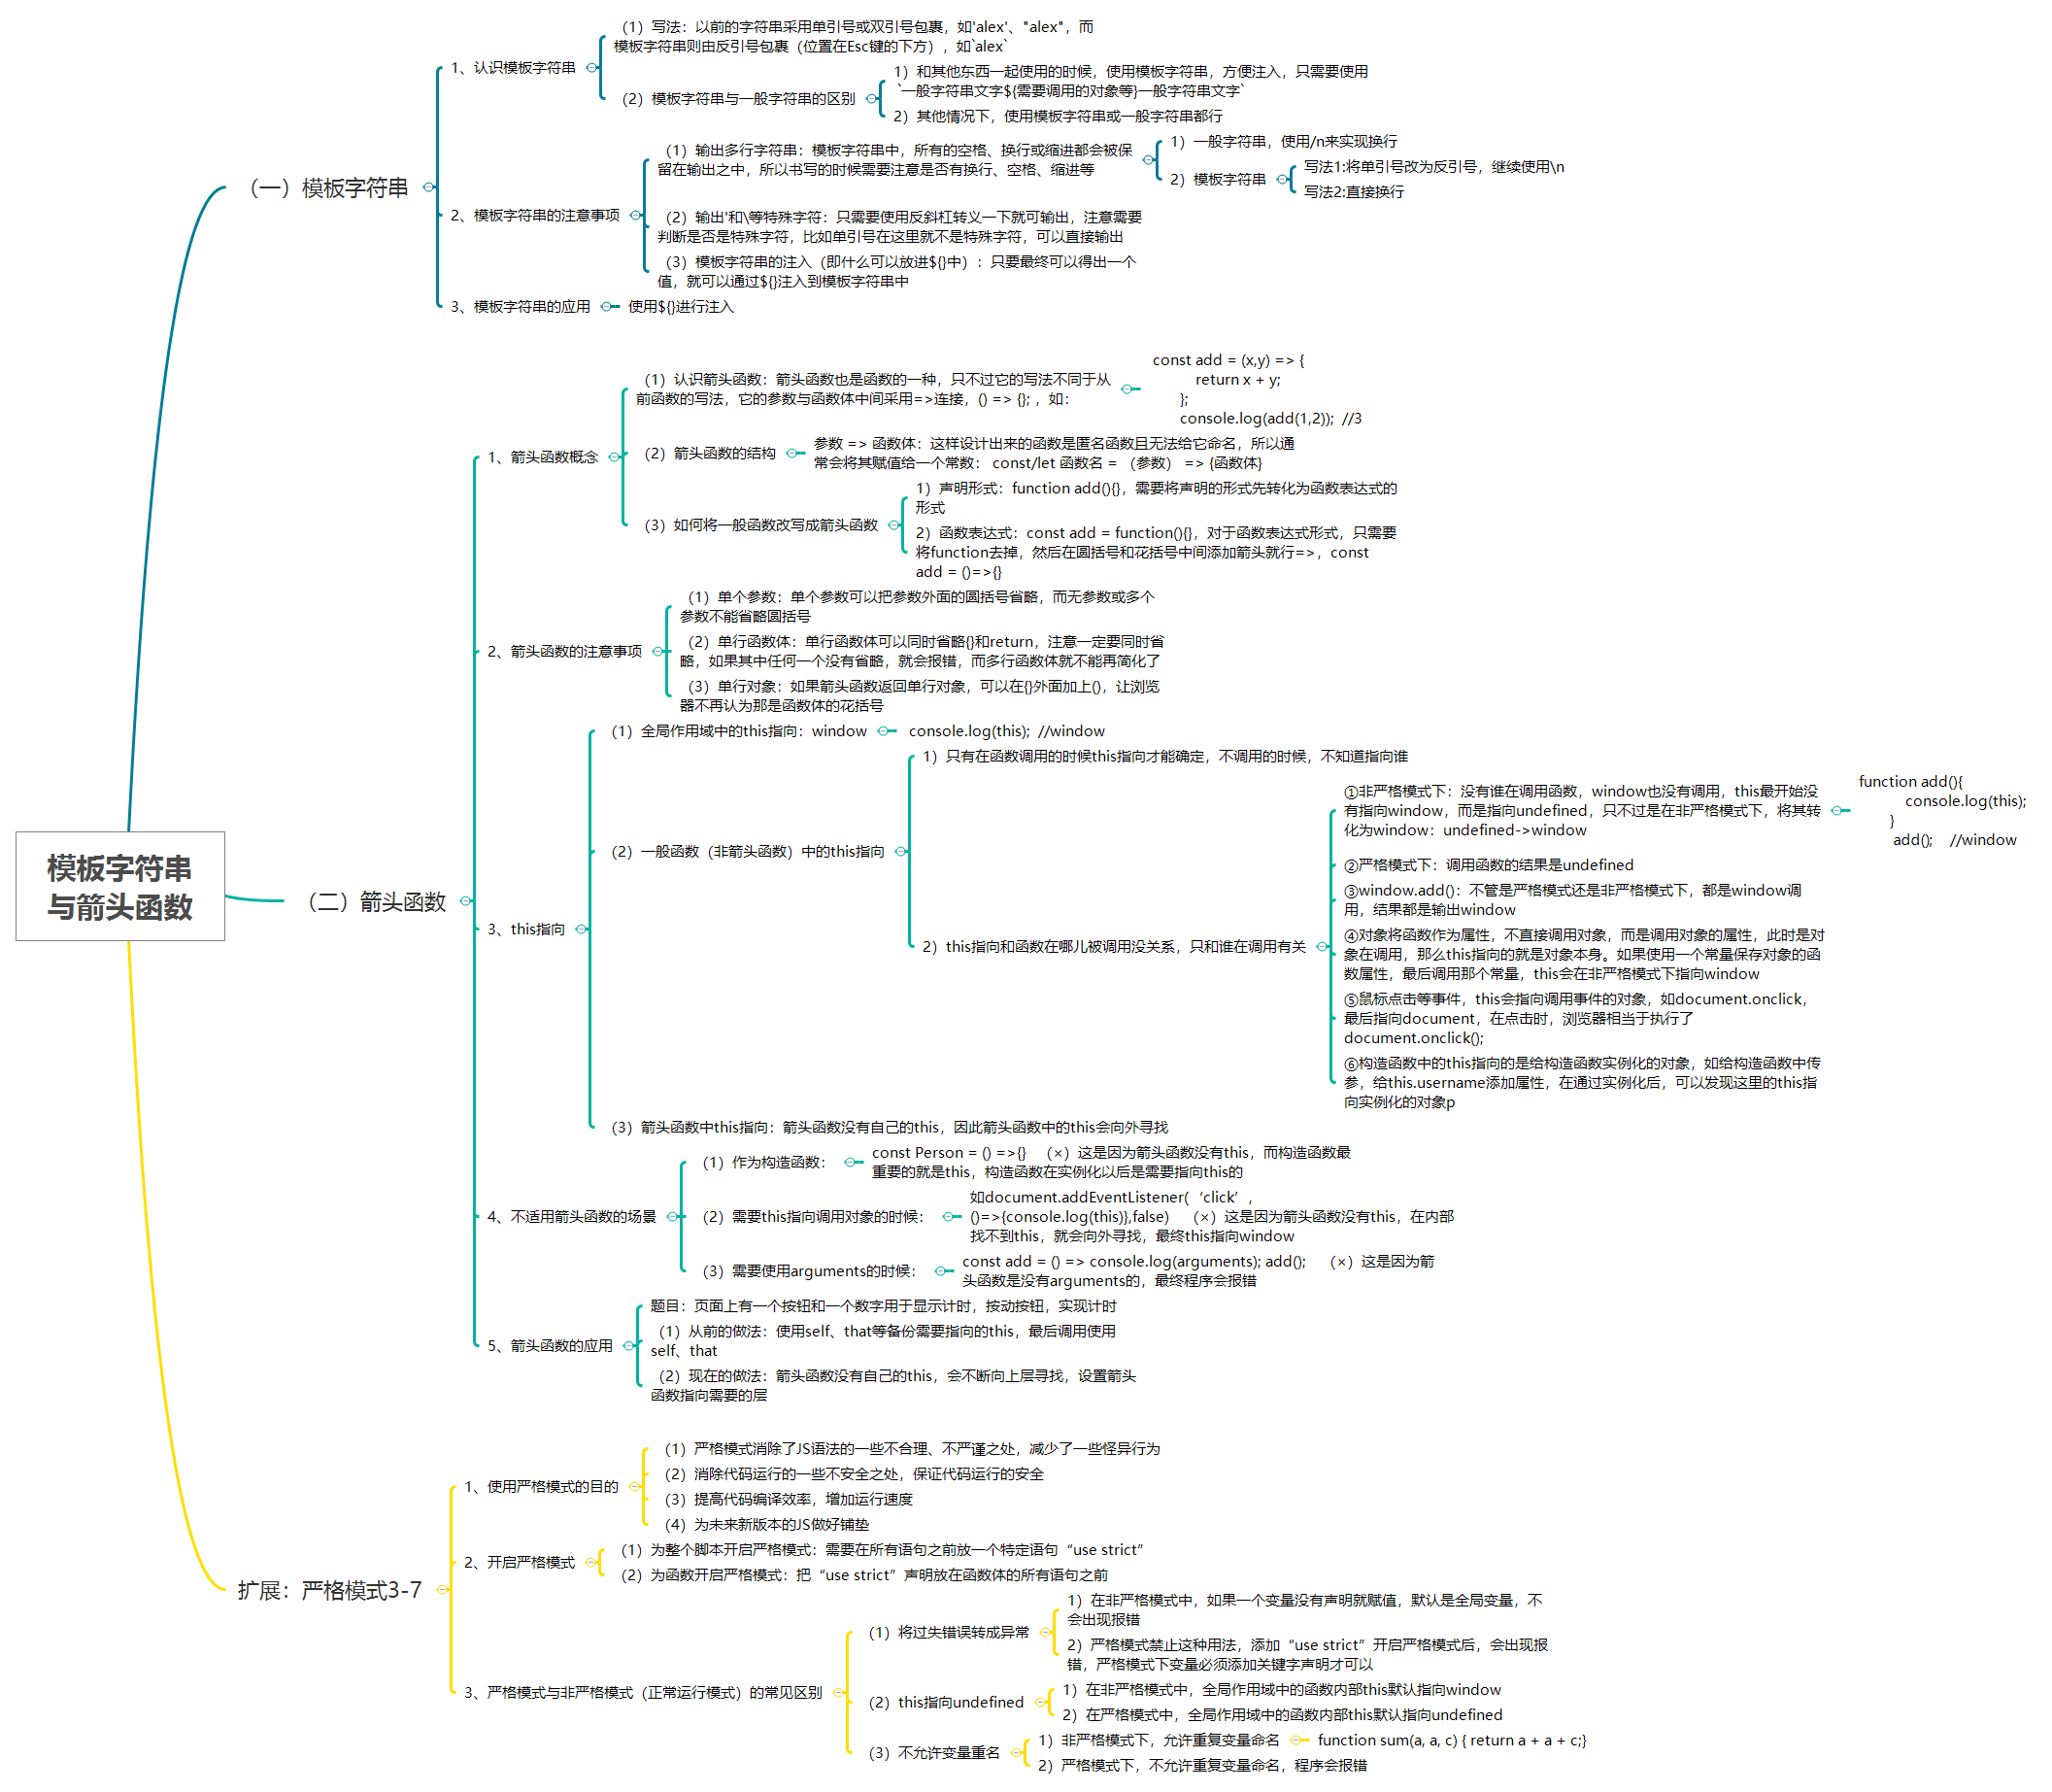 模板字符串
与箭头函数
（一）模板字符串
1、认识模板字符串
（1）写法：以前的字符串采用单引号或双引号包裹，如'alex'、"alex"，而
模板字符串则由反引号包裹（位置在Esc键的下方），如`alex`
（2）模板字符串与一般字符串的区别
1）和其他东西一起使用的时候，使用模板字符串，方便注入，只需要使用
`一般字符串文字${需要调用的对象等}一般字符串文字`
2）其他情况下，使用模板字符串或一般字符串都行
2、模板字符串的注意事项
（1）输出多行字符串：模板字符串中，所有的空格、换行或缩进都会被保
留在输出之中，所以书写的时候需要注意是否有换行、空格、缩进等
1）一般字符串，使用/n来实现换行
2）模板字符串
写法1:将单引号改为反引号，继续使用\n
写法2:直接换行
（2）输出'和\等特殊字符：只需要使用反斜杠转义一下就可输出，注意需要
判断是否是特殊字符，比如单引号在这里就不是特殊字符，可以直接输出
（3）模板字符串的注入（即什么可以放进${}中）：只要最终可以得出一个
值，就可以通过${}注入到模板字符串中
3、模板字符串的应用
使用${}进行注入
（二）箭头函数
1、箭头函数概念
（1）认识箭头函数：箭头函数也是函数的一种，只不过它的写法不同于从
前函数的写法，它的参数与函数体中间采用=>连接，() => {}; ，如：
const add = (x,y) => {
return x + y;
};
console.log(add(1,2));  //3
（2）箭头函数的结构
参数 => 函数体：这样设计出来的函数是匿名函数且无法给它命名，所以通
常会将其赋值给一个常数： const/let 函数名 = （参数） => {函数体}
（3）如何将一般函数改写成箭头函数
1）声明形式：function add(){}，需要将声明的形式先转化为函数表达式的
形式
2）函数表达式：const add = function(){}，对于函数表达式形式，只需要
将function去掉，然后在圆括号和花括号中间添加箭头就行=>，const
add = ()=>{}
2、箭头函数的注意事项
（1）单个参数：单个参数可以把参数外面的圆括号省略，而无参数或多个
参数不能省略圆括号
（2）单行函数体：单行函数体可以同时省略{}和return，注意一定要同时省
略，如果其中任何一个没有省略，就会报错，而多行函数体就不能再简化了
（3）单行对象：如果箭头函数返回单行对象，可以在{}外面加上()，让浏览
器不再认为那是函数体的花括号
3、this指向
（1）全局作用域中的this指向：window
console.log(this);  //window
（2）一般函数（非箭头函数）中的this指向
1）只有在函数调用的时候this指向才能确定，不调用的时候，不知道指向谁
2）this指向和函数在哪儿被调用没关系，只和谁在调用有关
①非严格模式下：没有谁在调用函数，window也没有调用，this最开始没
有指向window，而是指向undefined，只不过是在非严格模式下，将其转
化为window：undefined->window
function add(){
console.log(this);
}
add();    //window
②严格模式下：调用函数的结果是undefined
③window.add()：不管是严格模式还是非严格模式下，都是window调
用，结果都是输出window
④对象将函数作为属性，不直接调用对象，而是调用对象的属性，此时是对
象在调用，那么this指向的就是对象本身。如果使用一个常量保存对象的函
数属性，最后调用那个常量，this会在非严格模式下指向window
⑤鼠标点击等事件，this会指向调用事件的对象，如document.onclick，
最后指向document，在点击时，浏览器相当于执行了
document.onclick();
⑥构造函数中的this指向的是给构造函数实例化的对象，如给构造函数中传
参，给this.username添加属性，在通过实例化后，可以发现这里的this指
向实例化的对象p
（3）箭头函数中this指向：箭头函数没有自己的this，因此箭头函数中的this会向外寻找
4、不适用箭头函数的场景
（1）作为构造函数：
const Person = () =>{}    （×）这是因为箭头函数没有this，而构造函数最
重要的就是this，构造函数在实例化以后是需要指向this的
（2）需要this指向调用对象的时候：
如document.addEventListener(‘click’,
()=>{console.log(this)},false)    （×）这是因为箭头函数没有this，在内部
找不到this，就会向外寻找，最终this指向window
（3）需要使用arguments的时候：
const add = () => console.log(arguments); add();    （×）这是因为箭
头函数是没有arguments的，最终程序会报错
5、箭头函数的应用
题目：页面上有一个按钮和一个数字用于显示计时，按动按钮，实现计时
（1）从前的做法：使用self、that等备份需要指向的this，最后调用使用
self、that
（2）现在的做法：箭头函数没有自己的this，会不断向上层寻找，设置箭头
函数指向需要的层
扩展：严格模式3-7
1、使用严格模式的目的
（1）严格模式消除了JS语法的一些不合理、不严谨之处，减少了一些怪异行为
（2）消除代码运行的一些不安全之处，保证代码运行的安全
（3）提高代码编译效率，增加运行速度
（4）为未来新版本的JS做好铺垫
2、开启严格模式
（1）为整个脚本开启严格模式：需要在所有语句之前放一个特定语句“use strict”
（2）为函数开启严格模式：把“use strict”声明放在函数体的所有语句之前
3、严格模式与非严格模式（正常运行模式）的常见区别
（1）将过失错误转成异常
1）在非严格模式中，如果一个变量没有声明就赋值，默认是全局变量，不
会出现报错
2）严格模式禁止这种用法，添加“use strict”开启严格模式后，会出现报
错，严格模式下变量必须添加关键字声明才可以
（2）this指向undefined
1）在非严格模式中，全局作用域中的函数内部this默认指向window
2）在严格模式中，全局作用域中的函数内部this默认指向undefined
（3）不允许变量重名
1）非严格模式下，允许重复变量命名
function sum(a, a, c) { return a + a + c;}
2）严格模式下，不允许重复变量命名，程序会报错